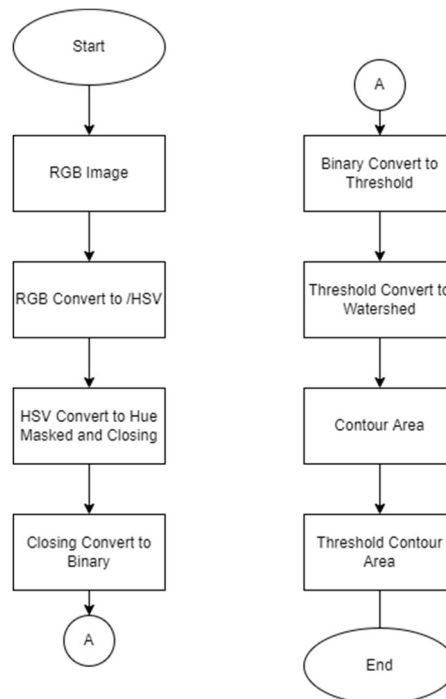 Start
RGB Image
RGB Convert to /HSV
HSV Convert to Hue
Masked and Closing
Closing Convert to
Binary
A
A
Binary Convert to
Threshold
Threshold Convert to
Watershed
Contour Area
Threshold Contour
Area
End